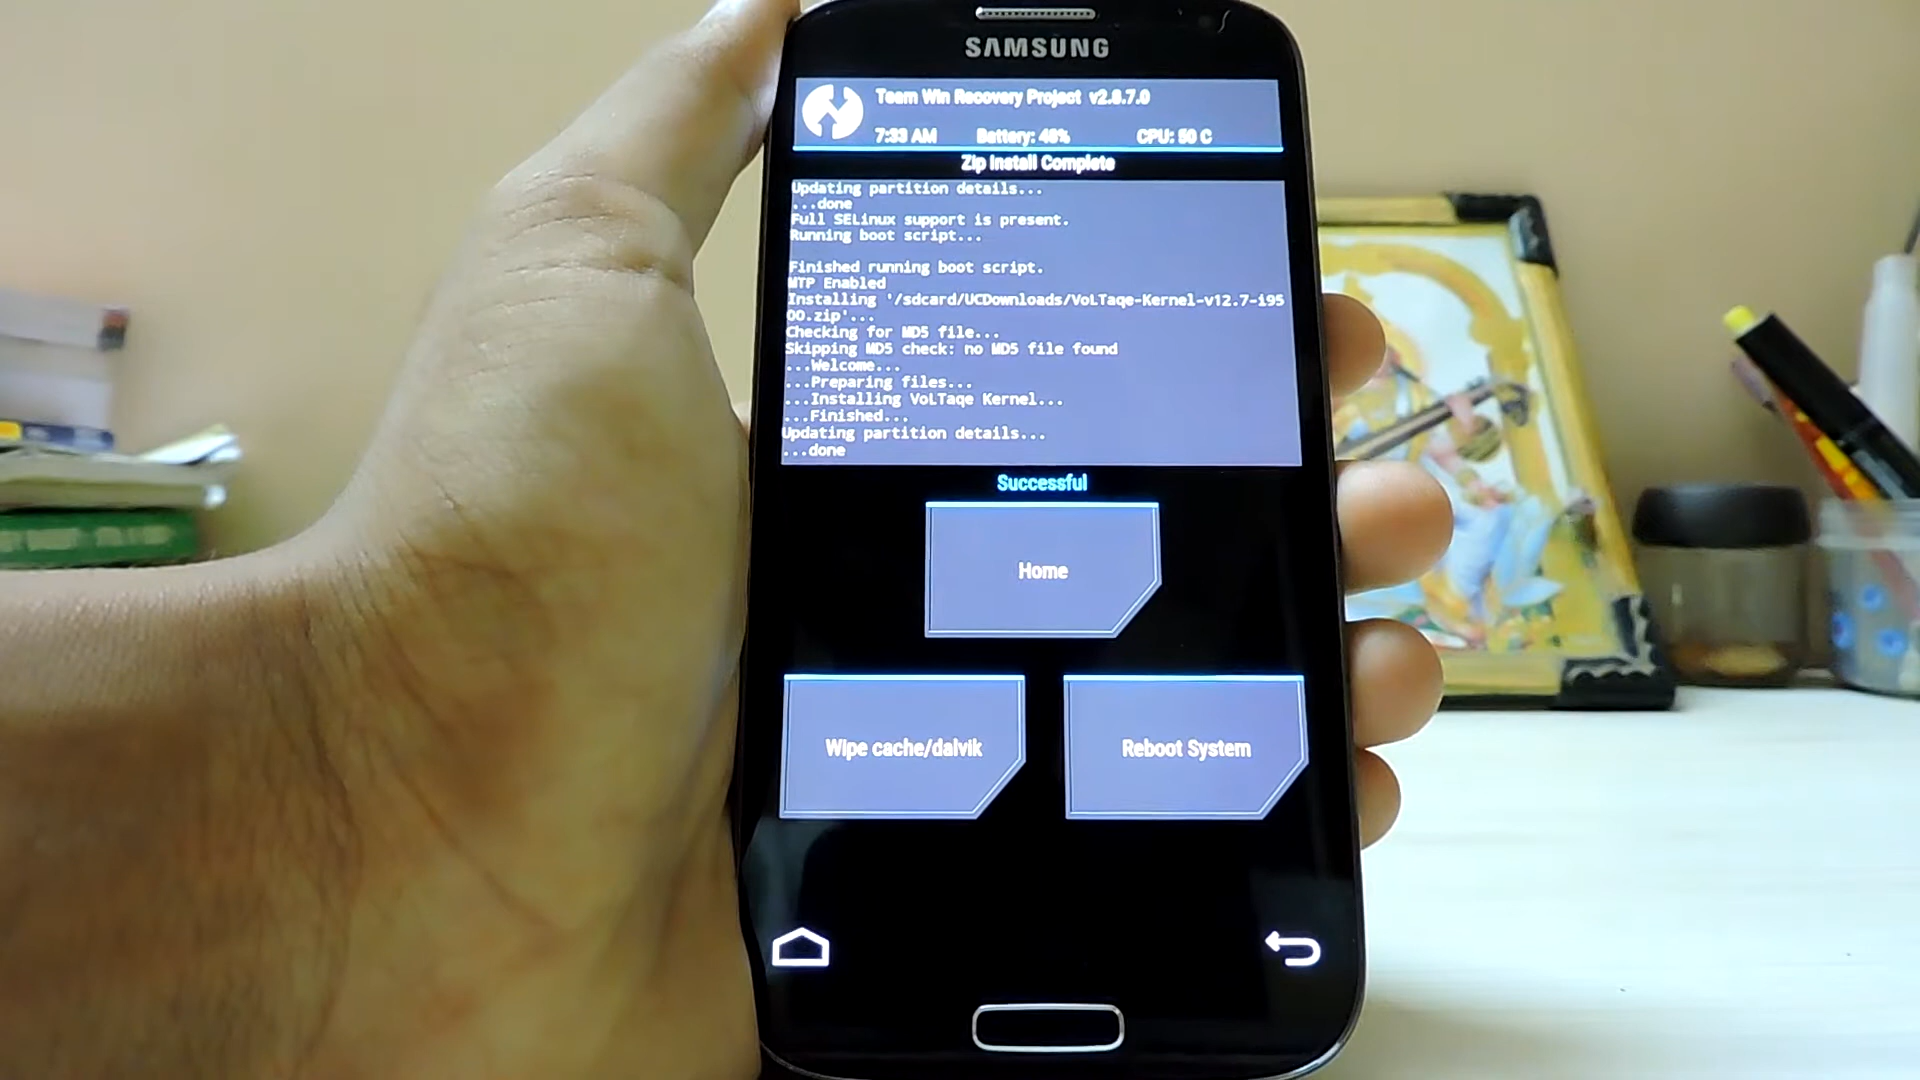 SAMSUNG
Team Win Recovery Project v2.8.7.0
7:33 AM Battery: 48% CPU: 50 C
Zip Install Complete
Updating partition details...
...done
Full SELinux support is present.
Running boot script...
Finished running boot script.
MTP Enabled
Installing '/sdcard/UCDownloads/VoLTaqe-Kernel-v12.7-i95
00.zip'...
Checking for MD5 file...
Skipping MD5 check: no MD5 file found
...Welcome...
...Preparing files...
...Installing VoLTaqe Kernel...
...Finished...
Updating partition details...
...done
Successful
Home
Wipe cache/dalvik
Reboot System